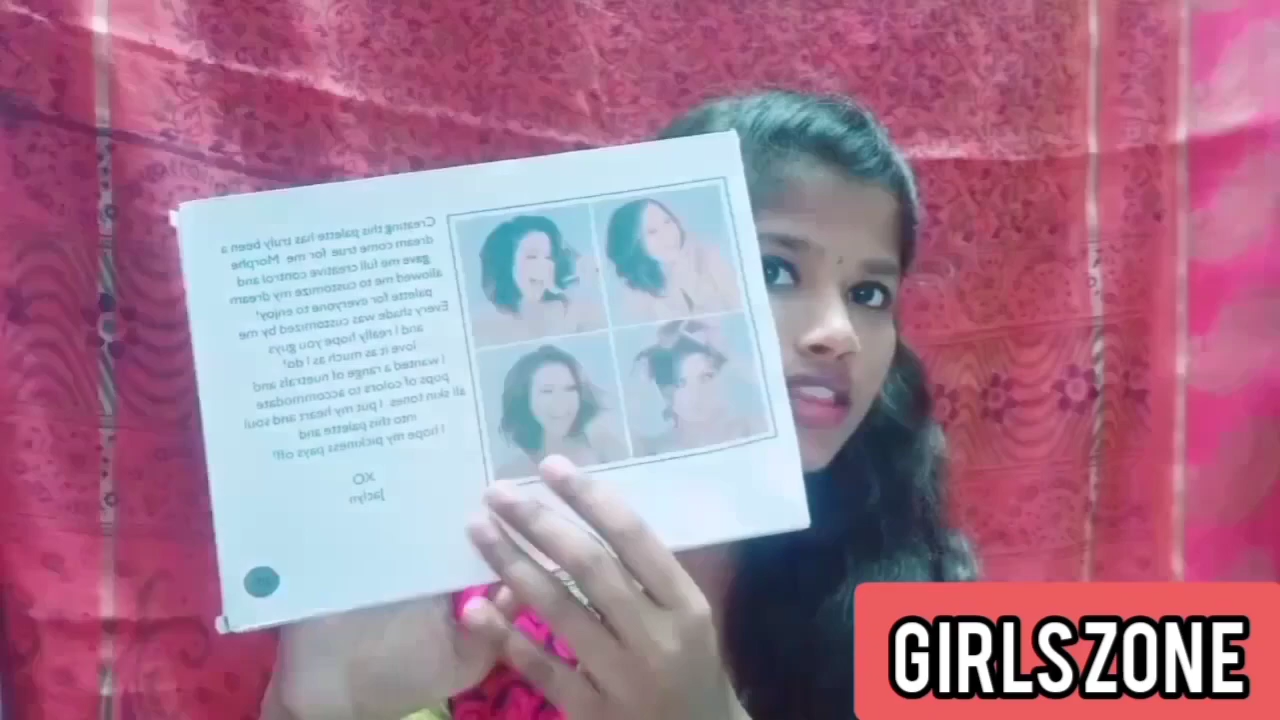 Creating this palette has truly been a
dream come true for me. Morphe
gave me full creative control and
allowed me to customize my dream
palette for everyone to enjoy!
Every shade was customized by me
and I really hope you guys
love it as much as I do!
I wanted a range of nuetrals and
pops of colors to accommodate
all skin tones. I put my heart and soul
into this palette and
I hope my pickiness pays off!
XO
Jaclyn
GIRLS ZONE